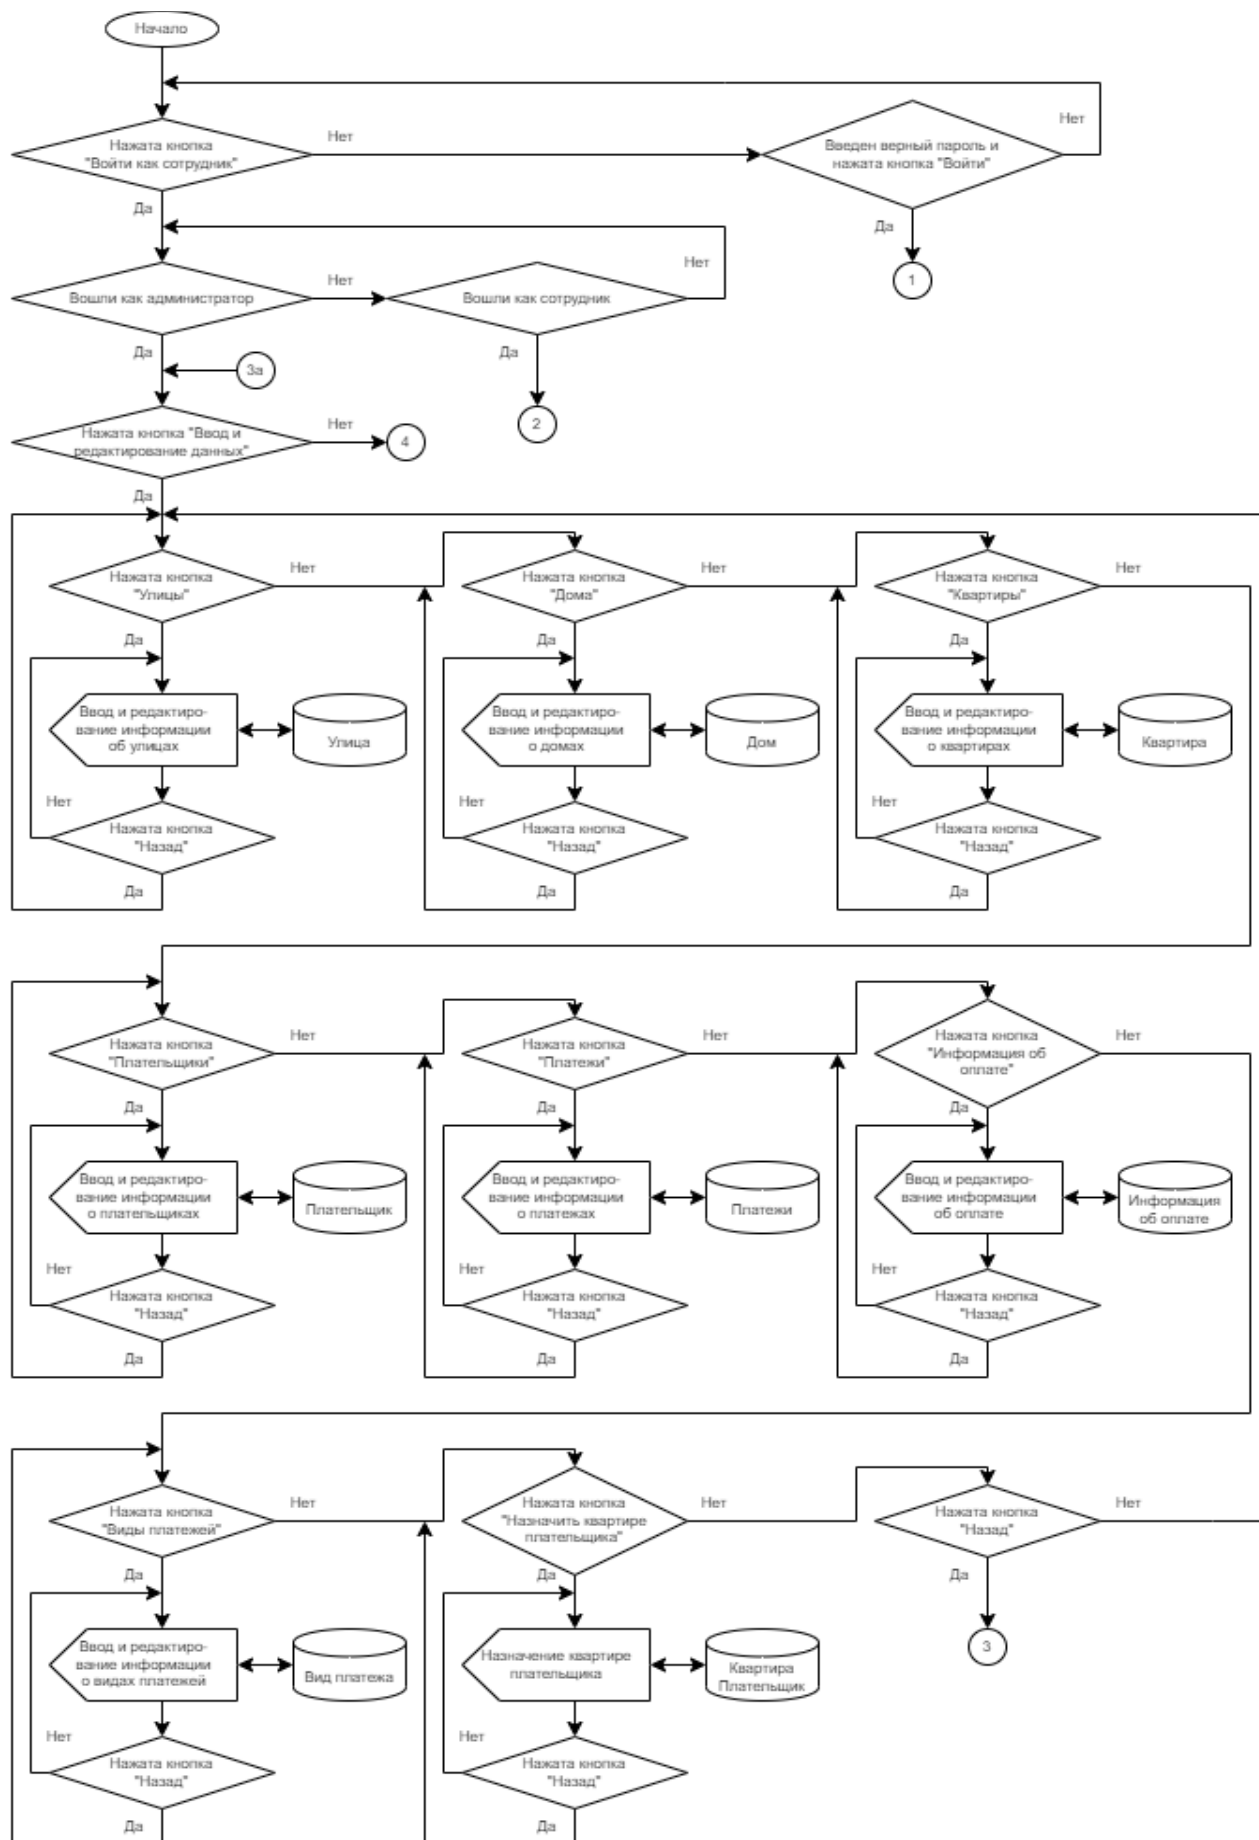 Начало
Нажата кнопка
"Войти как сотрудник"
Нет
Введен верный пароль и
нажата кнопка "Войти"
Нет
Да
Да
1
Вошли как администратор
Нет
Вошли как сотрудник
Нет
Да
Да
3а
2
Нажата кнопка "Ввод и
редактирование данных"
Нет
4
Да
Нажата кнопка
"Улицы"
Нет
Нажата кнопка
"Дома"
Нет
Нажата кнопка
"Квартиры"
Нет
Да
Да
Да
Ввод и редактиро-
вание информации
об улицах
Улица
Ввод и редактиро-
вание информации
о домах
Дом
Ввод и редактиро-
вание информации
о квартирах
Квартира
Нет
Нажата кнопка
"Назад"
Нет
Нажата кнопка
"Назад"
Нет
Нажата кнопка
"Назад"
Да
Да
Да
Нажата кнопка
"Плательщики"
Нет
Нажата кнопка
"Платежи"
Нет
Нажата кнопка
"Информация об
оплате"
Нет
Да
Да
Да
Ввод и редактиро-
вание информации
о плательщиках
Плательщик
Ввод и редактиро-
вание информации
о платежах
Платежи
Ввод и редактиро-
вание информации
об оплате
Информация
об оплате
Нет
Нажата кнопка
"Назад"
Нет
Нажата кнопка
"Назад"
Нет
Нажата кнопка
"Назад"
Да
Да
Да
Нажата кнопка
"Виды платежей"
Нет
Нажата кнопка
"Назначить квартире
плательщика"
Нет
Нажата кнопка
"Назад"
Нет
Да
Да
Да
Ввод и редактиро-
вание информации
о видах платежей
Вид платежа
Назначение квартире
плательщика
Квартира
Плательщик
3
Нет
Нажата кнопка
"Назад"
Нет
Нажата кнопка
"Назад"
Да
Да